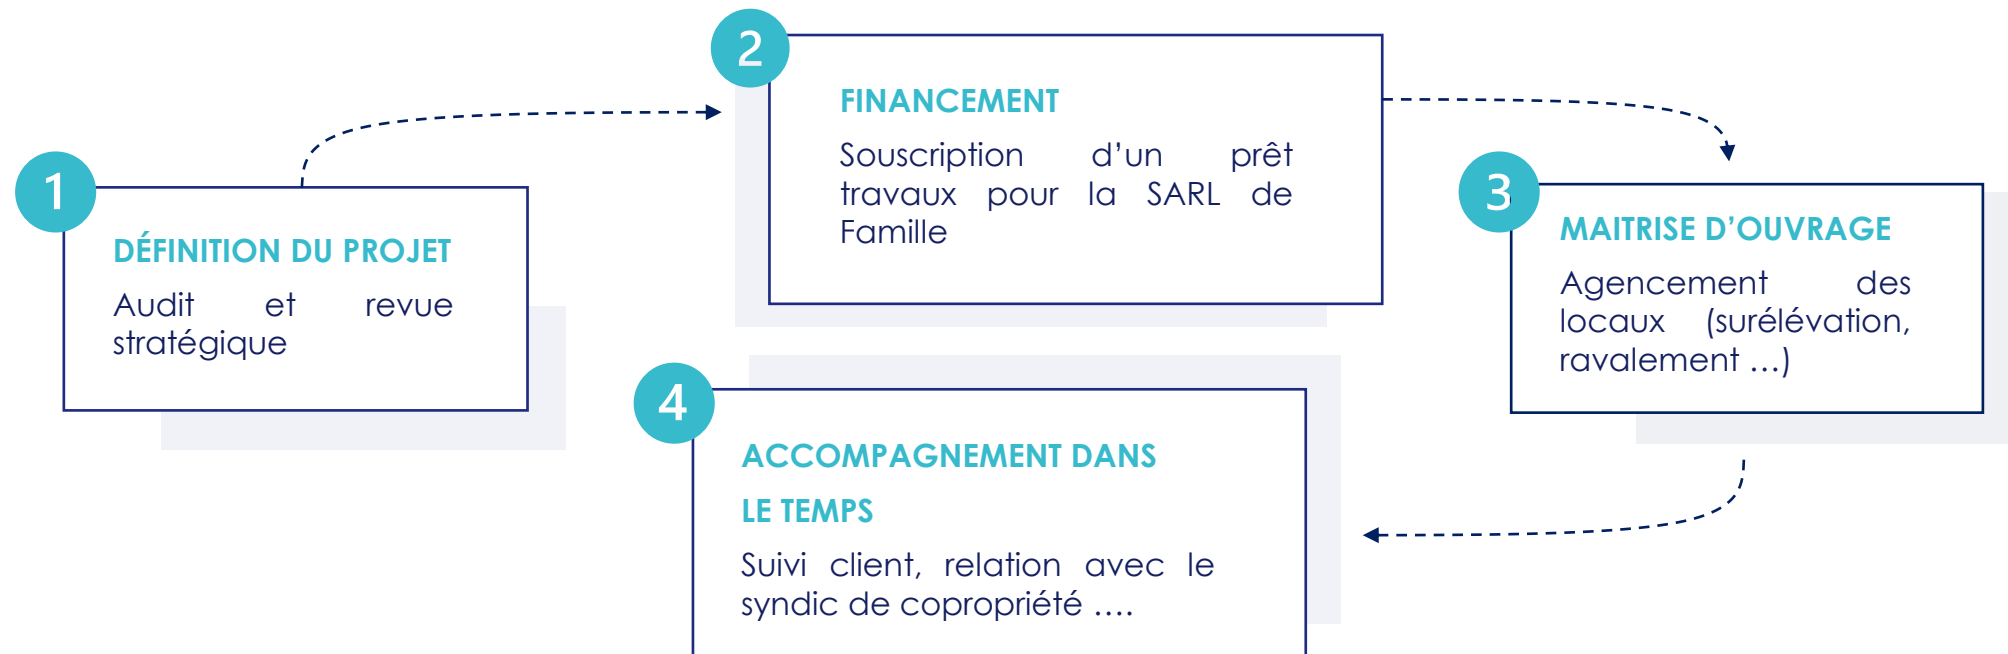 1
DÉFINITION DU PROJET
Audit et revue
stratégique
2
FINANCEMENT
Souscription d’un prêt
travaux pour la SARL de
Famille
3
MAITRISE D’OUVRAGE
Agencement des
locaux (surélévation,
ravalement …)
4
ACCOMPAGNEMENT DANS
LE TEMPS
Suivi client, relation avec le
syndic de copropriété ….